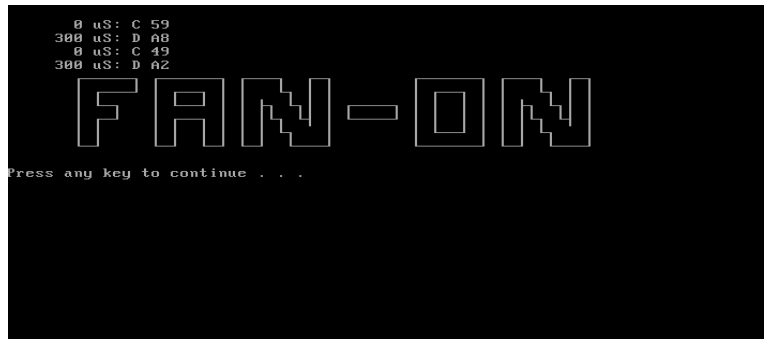 0 uS: C 59
300 uS: D A8
0 uS: C 49
300 uS: D A2
FAN-ON
Press any key to continue . . .